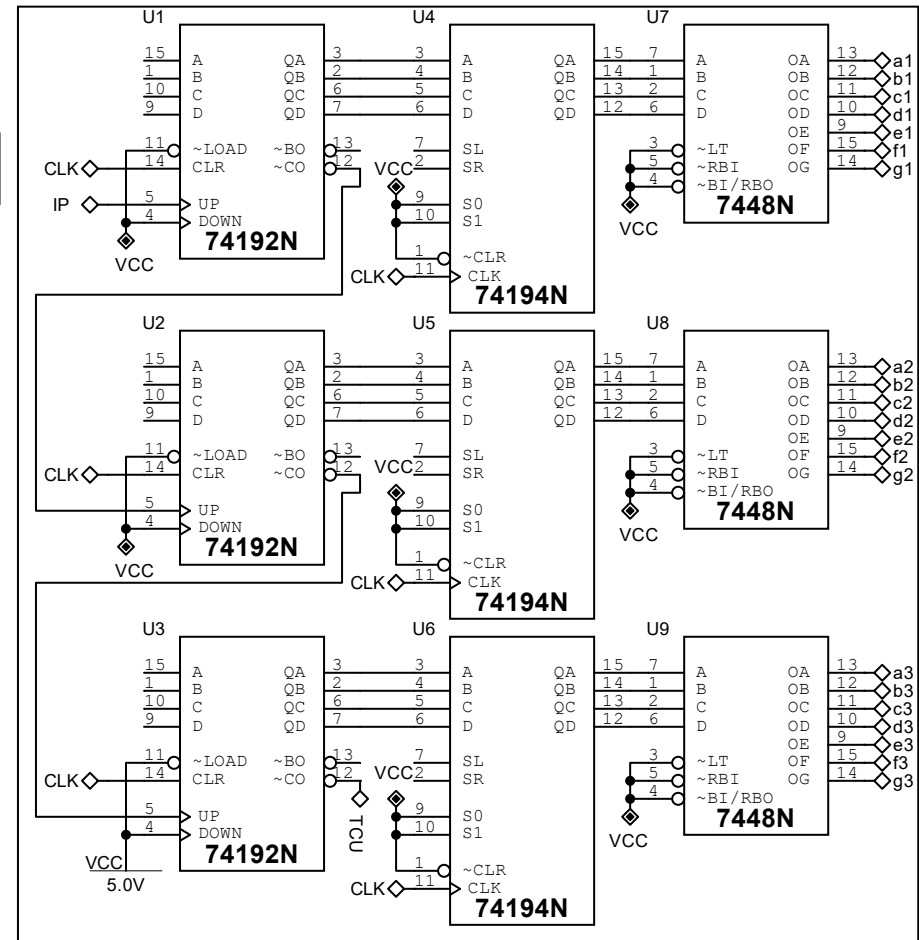 U1 U4 U7
15 A QA 3 3 A QA 15 7 A OA 13 a1
1 B QB 2 4 B QB 14 1 B OB 12 b1
10 C QC 6 5 C QC 13 2 C OC 11 c1
9 D QD 7 6 D QD 12 6 D OD 10 d1
OE 9 e1
11 ~LOAD ~BO 13 7 SL 3 ~LT OF 15 f1
CLK 14 CLR ~CO 12 VCC 2 SR 5 ~RBI OG 14 g1
4 ~BI/RBO
IP 5 UP 9 S0
4 DOWN 10 S1
74192N VCC 7448N
VCC 1 ~CLR
CLK 11 CLK
74194N
U2 U5 U8
15 A QA 3 3 A QA 15 7 A OA 13 a2
1 B QB 2 4 B QB 14 1 B OB 12 b2
10 C QC 6 5 C QC 13 2 C OC 11 c2
9 D QD 7 6 D QD 12 6 D OD 10 d2
OE 9 e2
11 ~LOAD ~BO 13 7 SL 3 ~LT OF 15 f2
CLK 14 CLR ~CO 12 VCC 2 SR 5 ~RBI OG 14 g2
4 ~BI/RBO
5 UP 9 S0
4 DOWN 10 S1
74192N VCC 7448N
VCC 1 ~CLR
CLK 11 CLK
74194N
U3 U6 U9
15 A QA 3 3 A QA 15 7 A OA 13 a3
1 B QB 2 4 B QB 14 1 B OB 12 b3
10 C QC 6 5 C QC 13 2 C OC 11 c3
9 D QD 7 6 D QD 12 6 D OD 10 d3
OE 9 e3
11 ~LOAD ~BO 13 7 SL 3 ~LT OF 15 f3
CLK 14 CLR ~CO 12 VCC 2 SR 5 ~RBI OG 14 g3
4 ~BI/RBO
5 UP TCU 9 S0
4 DOWN 10 S1
74192N VCC 7448N
VCC 1 ~CLR
5.0V CLK 11 CLK
74194N